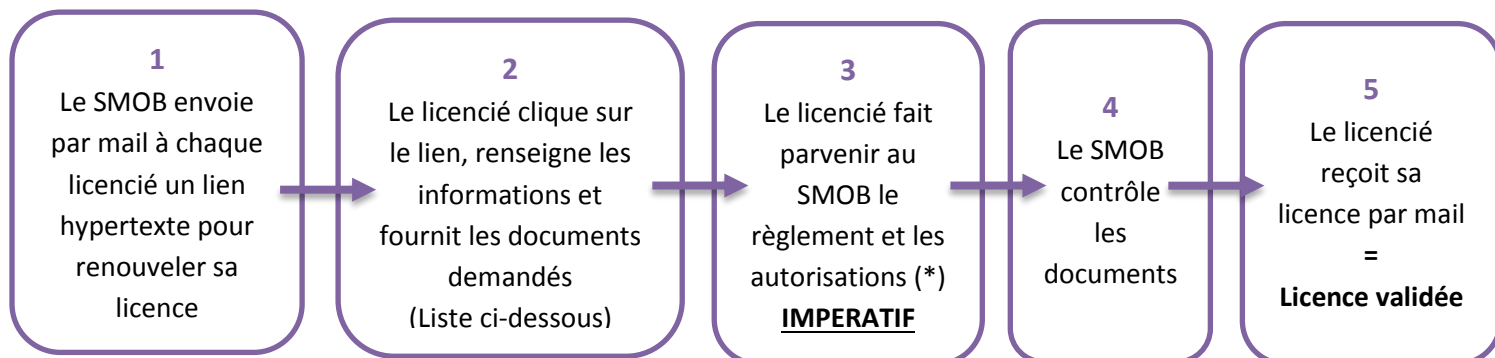 1
Le SMOB envoie
par mail à chaque
licencié un lien
hypertexte pour
renouveler sa
licence
2
Le licencié clique sur
le lien, renseigne les
informations et
fournit les documents
demandés
(Liste ci-dessous)
3
Le licencié fait
parvenir au
SMOB le
règlement et les
autorisations (*)
IMPERATIF
4
Le SMOB
contrôle
les
documents
5
Le licencié
reçoit sa
licence par mail
=
Licence validée